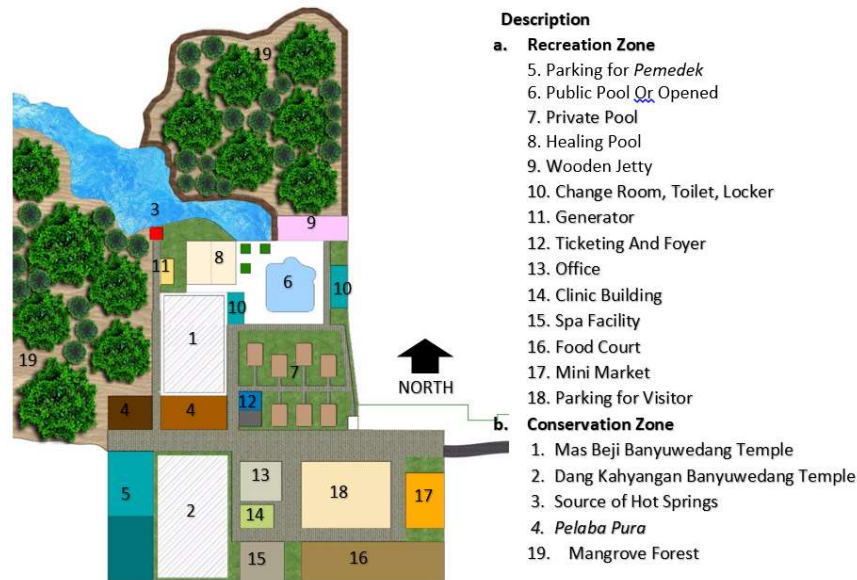 19
3
9
11
8
6
10
10
1
19
7
NORTH
4
4
12
5
2
13
14
18
17
15
16
Description
a. Recreation Zone
5. Parking for Pemedek
6. Public Pool Or Opened
7. Private Pool
8. Healing Pool
9. Wooden Jetty
10. Change Room, Toilet, Locker
11. Generator
12. Ticketing And Foyer
13. Office
14. Clinic Building
15. Spa Facility
16. Food Court
17. Mini Market
18. Parking for Visitor
b. Conservation Zone
1. Mas Beji Banyuwedang Temple
2. Dang Kahyangan Banyuwedang Temple
3. Source of Hot Springs
4. Pelaba Pura
19. Mangrove Forest